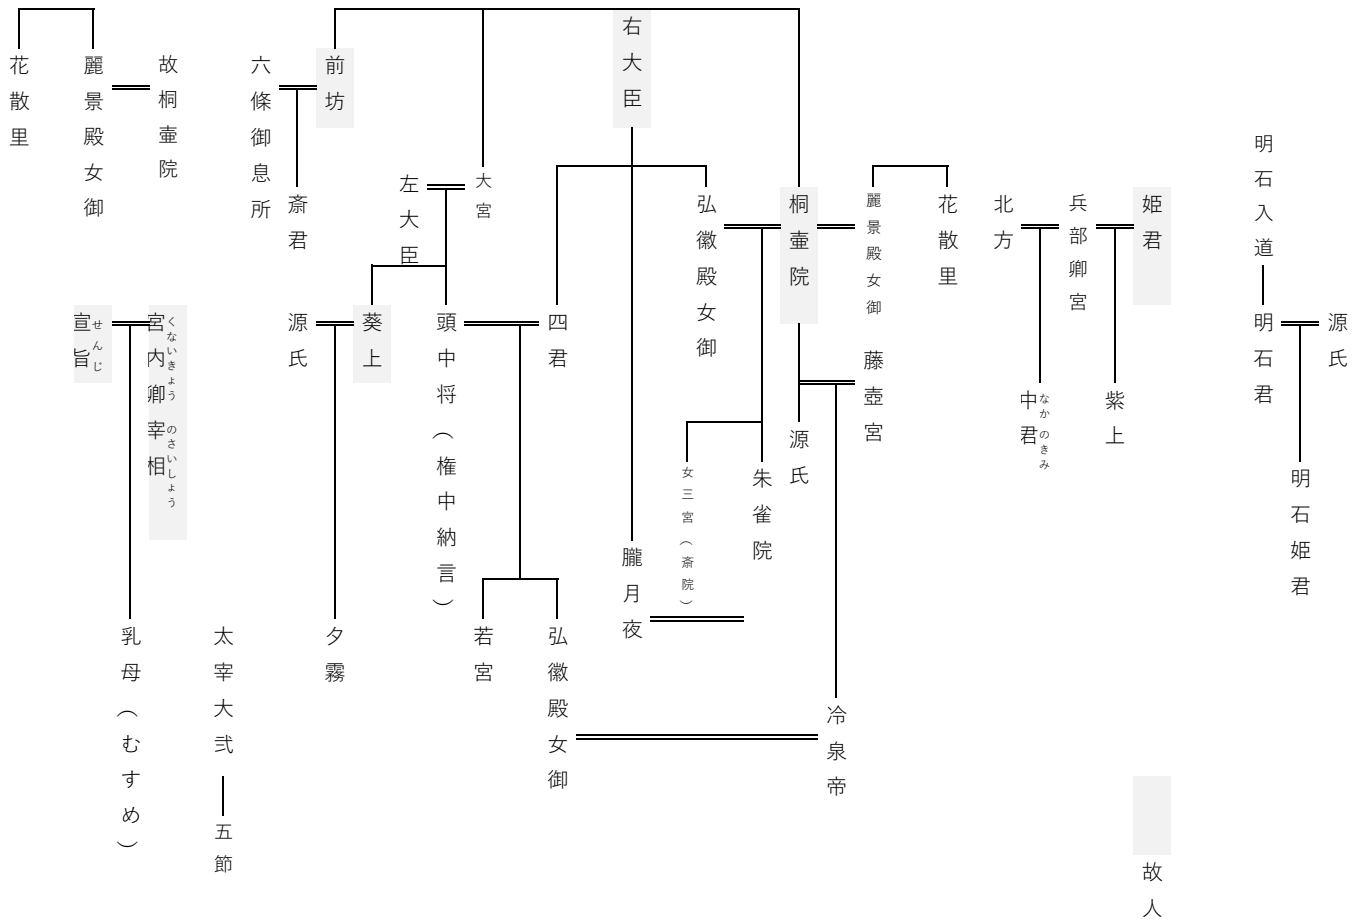 明石入道
源氏
明石君
明石姫君
姫君
兵部卿宮
北方
紫上
中君
なかのきみ
花散里
麗景殿女御
桐壷院
藤壺宮
源氏
弘徽殿女御
朱雀院
女三宮（斎院）
冷泉帝
右大臣
朧月夜
四君
大宮
左大臣
頭中将（権中納言）
葵上
源氏
弘徽殿女御
若宮
夕霧
前坊
六條御息所
斎君
故桐壷院
麗景殿女御
花散里
宮内卿宰相
くないきょう のさいしょう
宣旨
せんじ
太宰大弐
五節
乳母（むすめ）
故人